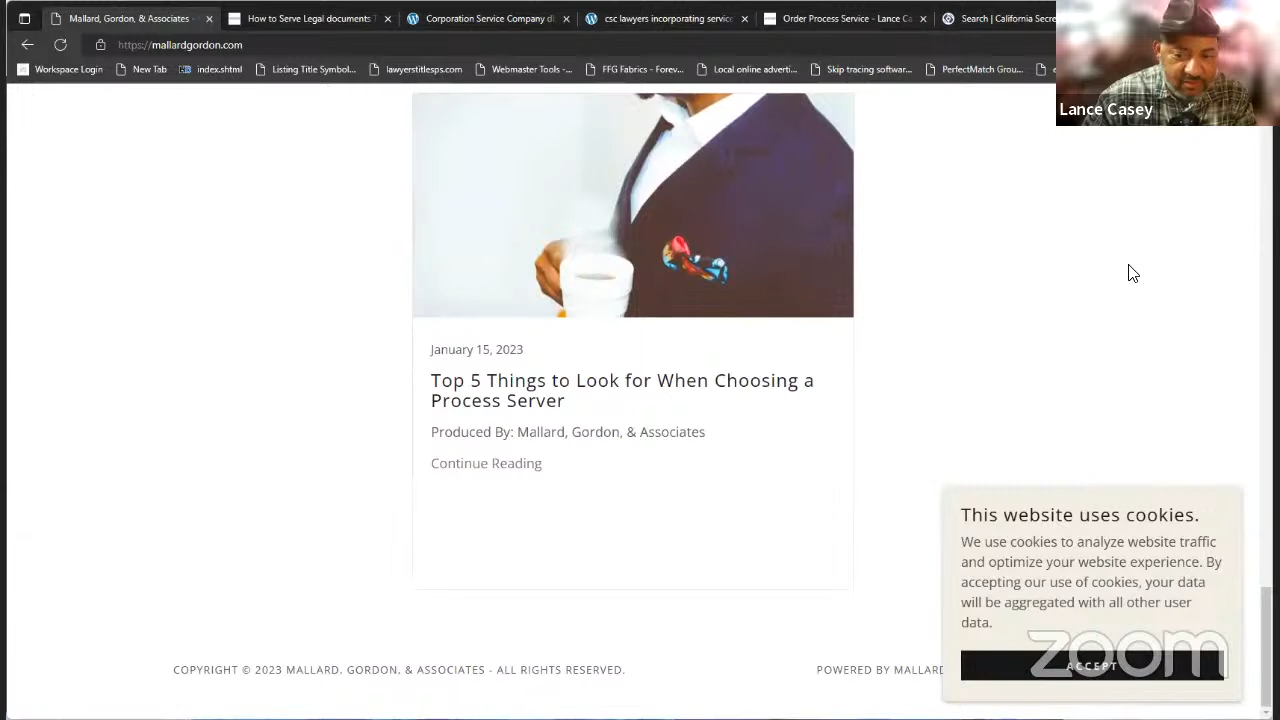 Mallard, Gordon, & Associates -
How to Serve Legal documents T
Corporation Service Company dl
csc lawyers incorporating service
Order Process Service - Lance Ca
Search | California Secre
https://mallardgordon.com
Workspace Login
New Tab
index.shtml
Listing Title Symbol...
lawyerstitlesps.com
Webmaster Tools -...
FFG Fabrics - Forev...
Local online adverti...
Skip tracing softwar...
PerfectMatch Grou...
Lance Casey
January 15, 2023
Top 5 Things to Look for When Choosing a
Process Server
Produced By: Mallard, Gordon, & Associates
Continue Reading
This website uses cookies.
We use cookies to analyze website traffic
and optimize your website experience. By
accepting our use of cookies, your data
will be aggregated with all other user
data.
ACCEPT
zoom
COPYRIGHT © 2023 MALLARD, GORDON, & ASSOCIATES - ALL RIGHTS RESERVED.
POWERED BY MALLARD